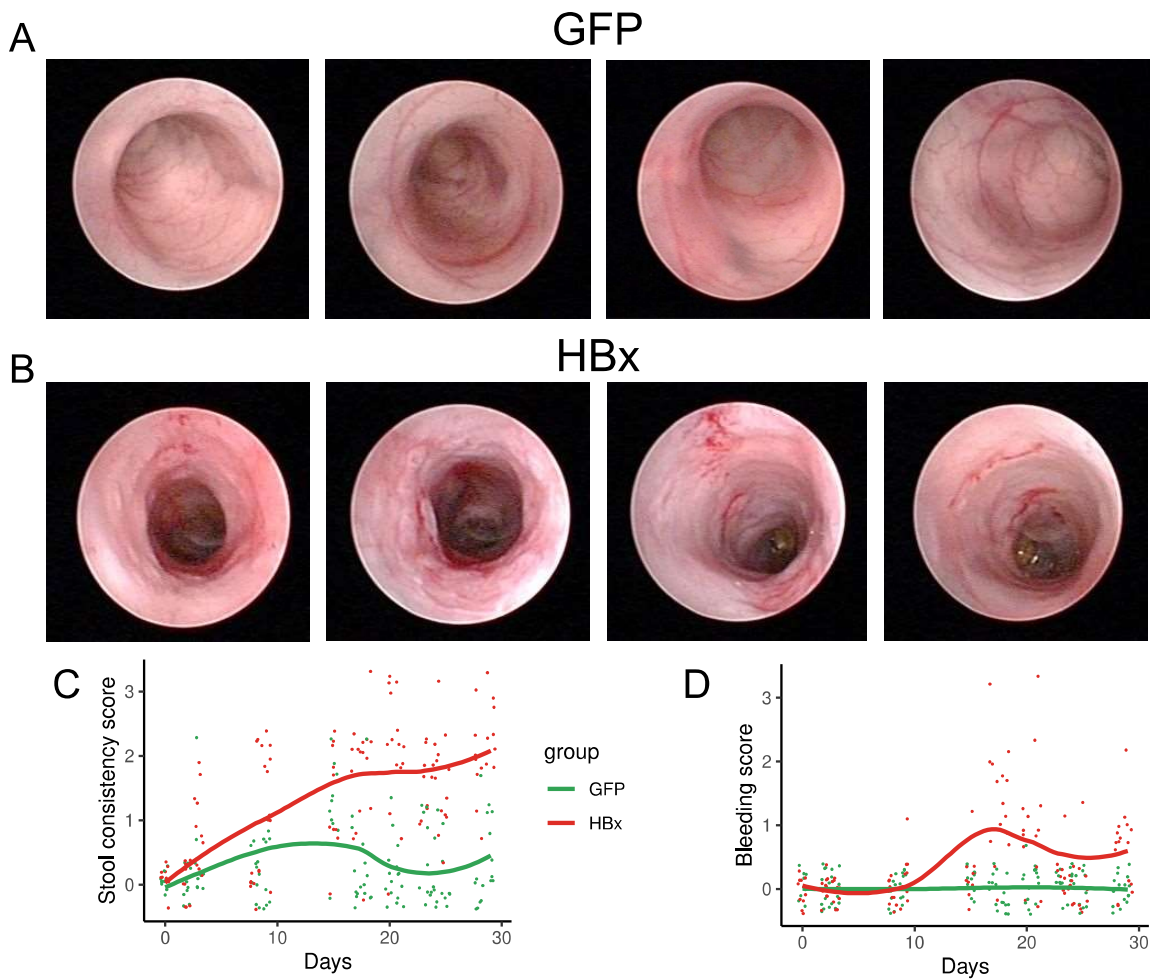 A
GFP
B
HBx
C
Stool consistency score
3
2
1
0
0
10
20
30
Days
group
GFP
HBx
D
Bleeding score
3
2
1
0
0
10
20
30
Days